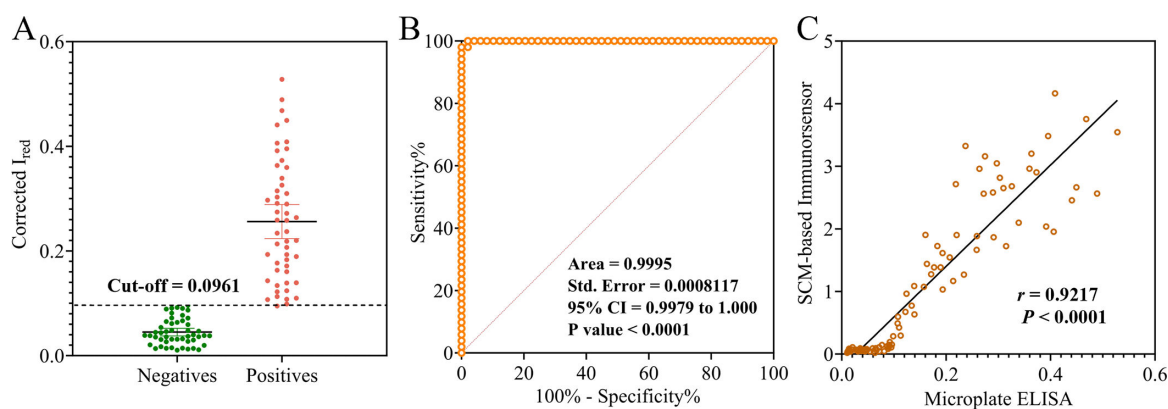 A
Corrected I_red
0.6
0.4
0.2
0.0
Cut-off = 0.0961
Negatives
Positives
B
Sensitivity%
100
80
60
40
20
0
Area = 0.9995
Std. Error = 0.0008117
95% CI = 0.9979 to 1.000
P value < 0.0001
0 20 40 60 80 100
100% - Specificity%
C
SCM-based Immunorsensor
5
4
3
2
1
0
r = 0.9217
P < 0.0001
0.0 0.2 0.4 0.6
Microplate ELISA